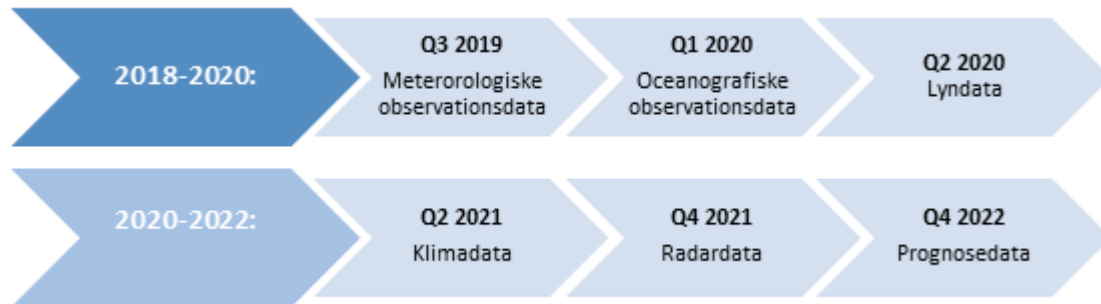 2018-2020:
Q3 2019
Meterorologiske
observationsdata
Q1 2020
Oceanografiske
observationsdata
Q2 2020
Lyndata
2020-2022:
Q2 2021
Klimadata
Q4 2021
Radardata
Q4 2022
Prognosedata